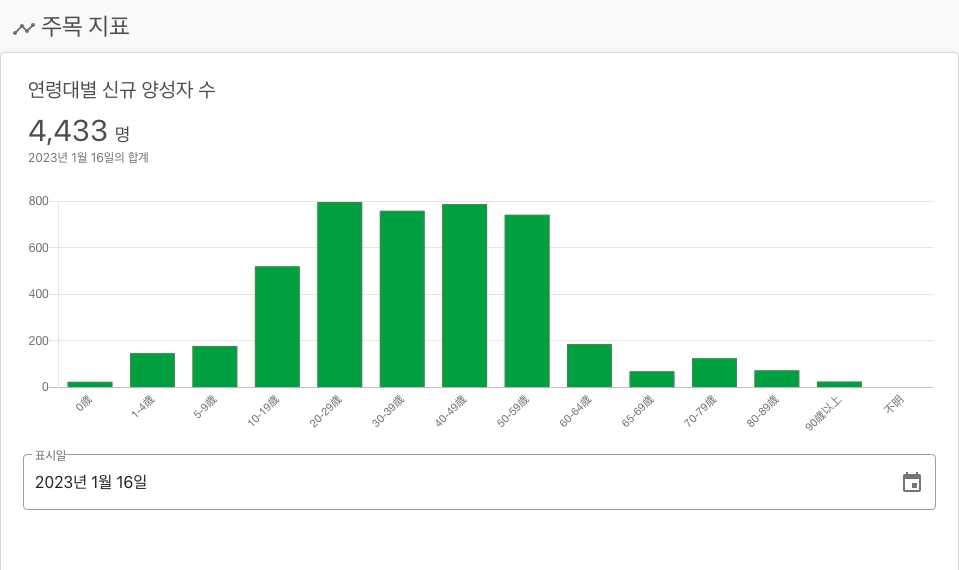 주목 지표
연령대별 신규 양성자 수
4,433 명
2023년 1월 16일의 합계
800
600
400
200
0
0歳
1-4歳
5-9歳
10-19歳
20-29歳
30-39歳
40-49歳
50-59歳
60-64歳
65-69歳
70-79歳
80-89歳
90歳以上
不明
표시일
2023년 1월 16일